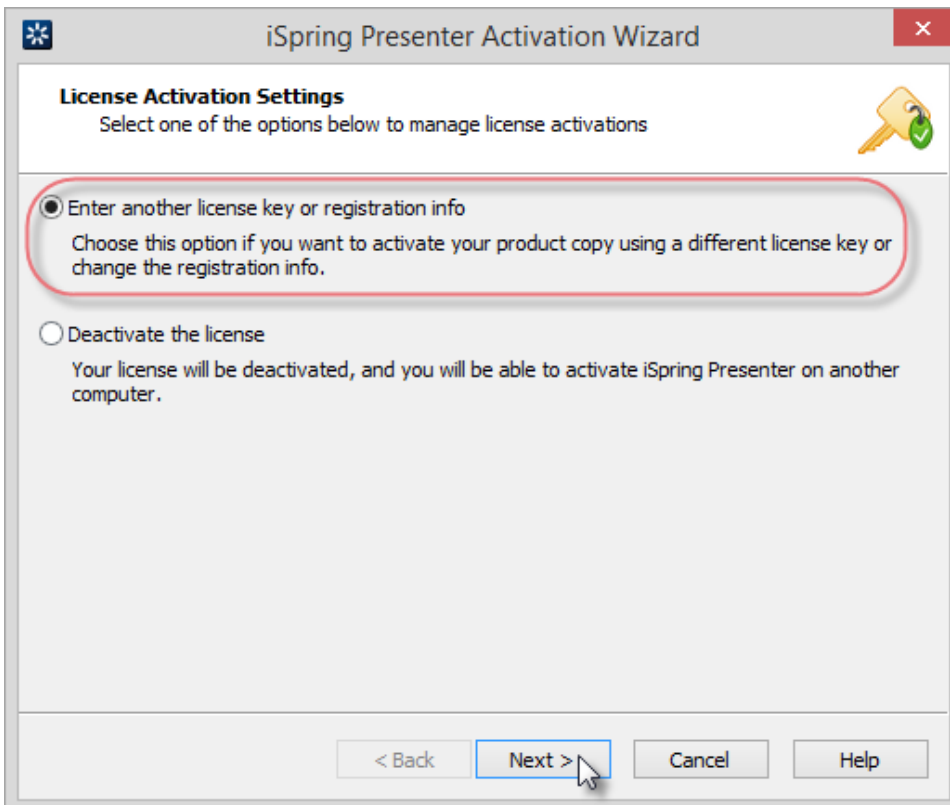 iSpring Presenter Activation Wizard
License Activation Settings
Select one of the options below to manage license activations
Enter another license key or registration info
Choose this option if you want to activate your product copy using a different license key or
change the registration info.
Deactivate the license
Your license will be deactivated, and you will be able to activate iSpring Presenter on another
computer.
< Back Next > Cancel Help